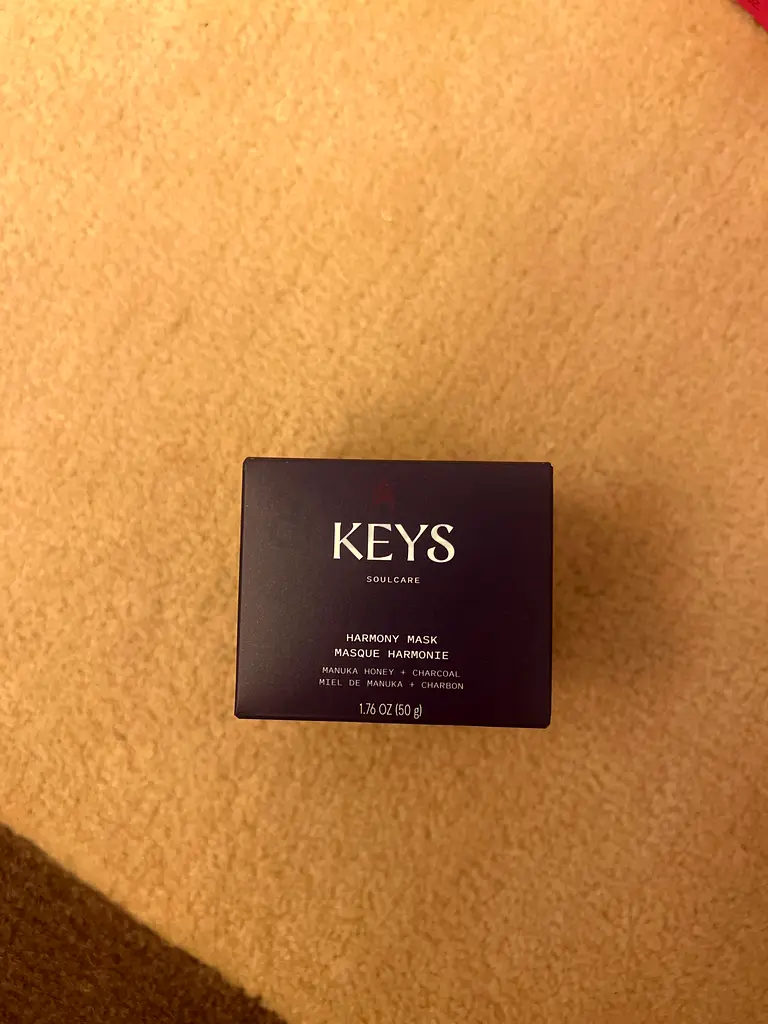 KEYS
SOULCARE
HARMONY MASK
MASQUE HARMONIE
MANUKA HONEY + CHARCOAL
MIEL DE MANUKA + CHARBON
1.76 OZ (50 g)